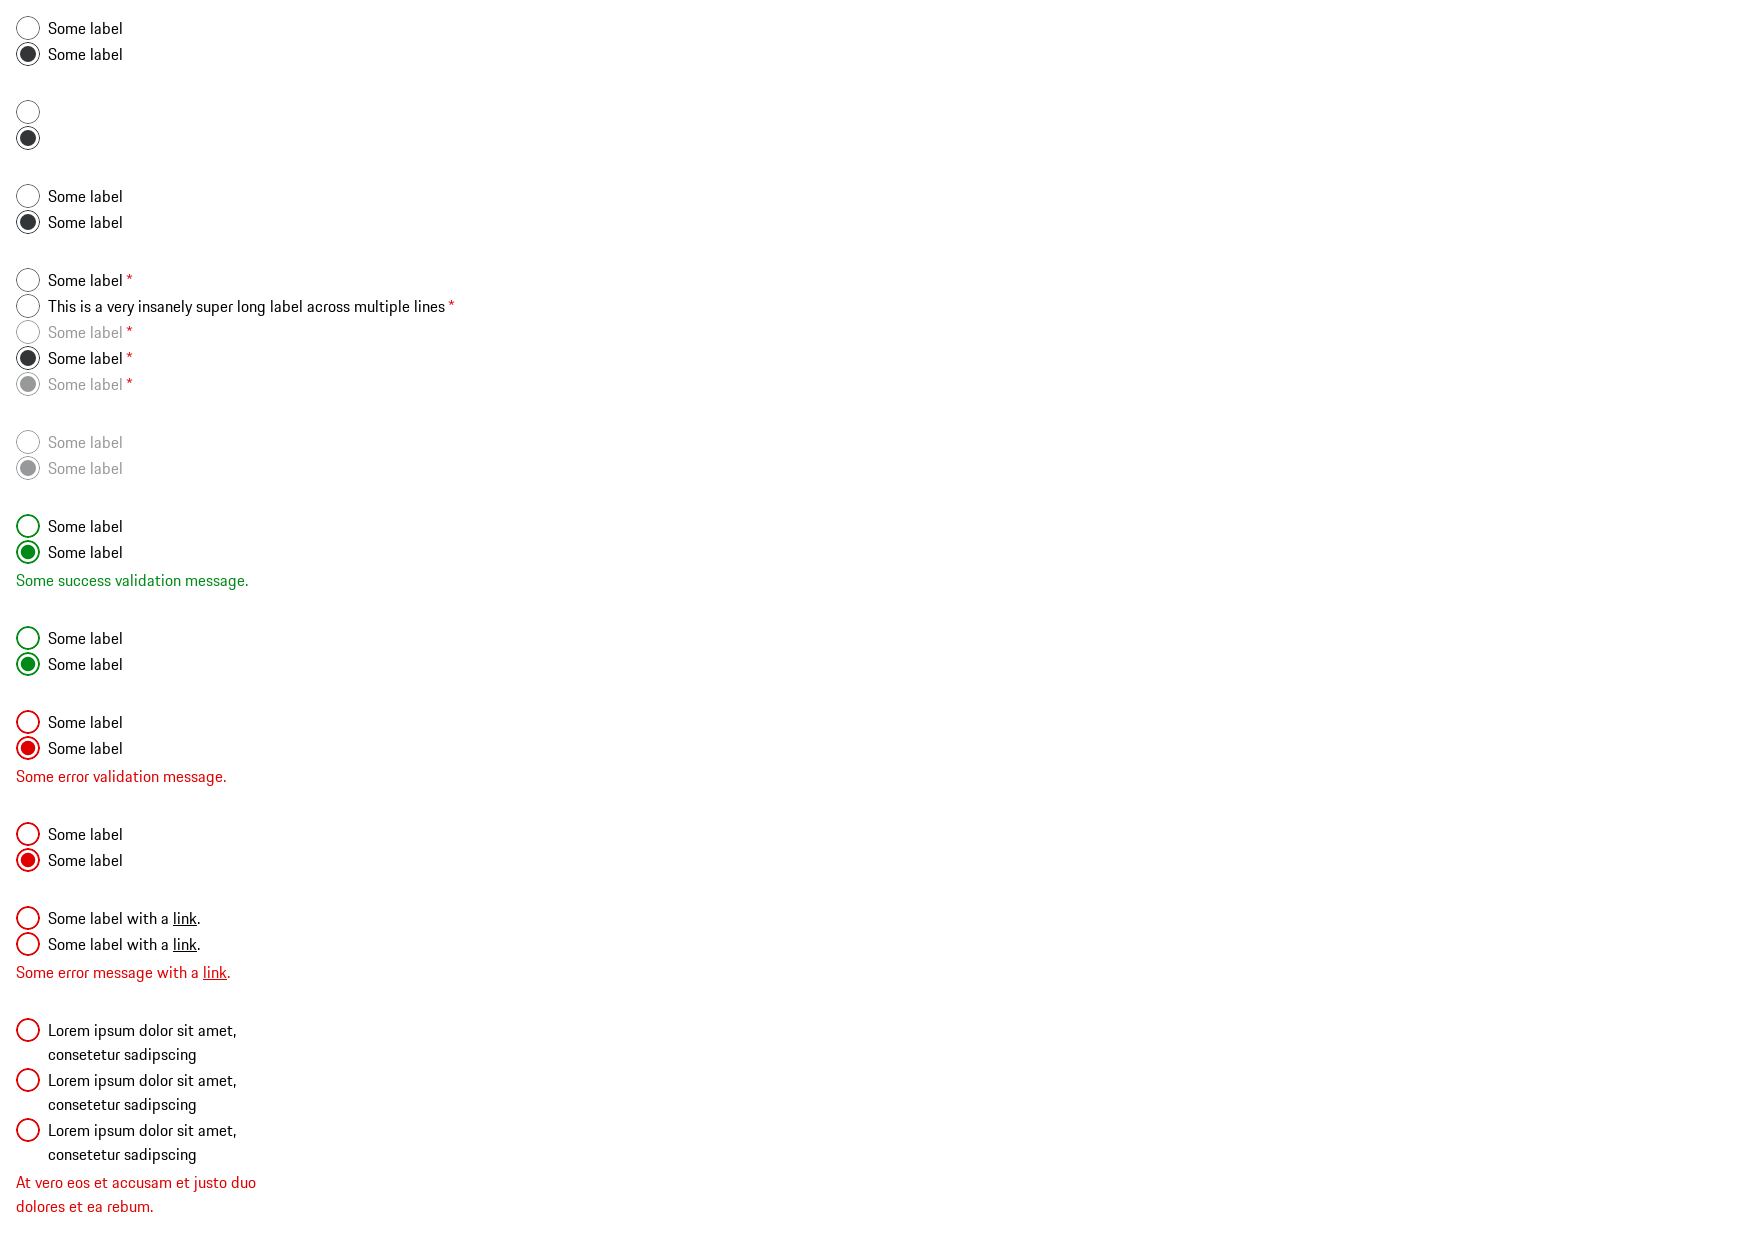 Some label
Some label
Some label
Some label
Some label *
This is a very insanely super long label across multiple lines *
Some label *
Some label *
Some label *
Some label
Some label
Some label
Some label
Some success validation message.
Some label
Some label
Some label
Some label
Some error validation message.
Some label
Some label
Some label with a link.
Some label with a link.
Some error message with a link.
Lorem ipsum dolor sit amet,
consetetur sadipscing
Lorem ipsum dolor sit amet,
consetetur sadipscing
Lorem ipsum dolor sit amet,
consetetur sadipscing
At vero eos et accusam et justo duo
dolores et ea rebum.